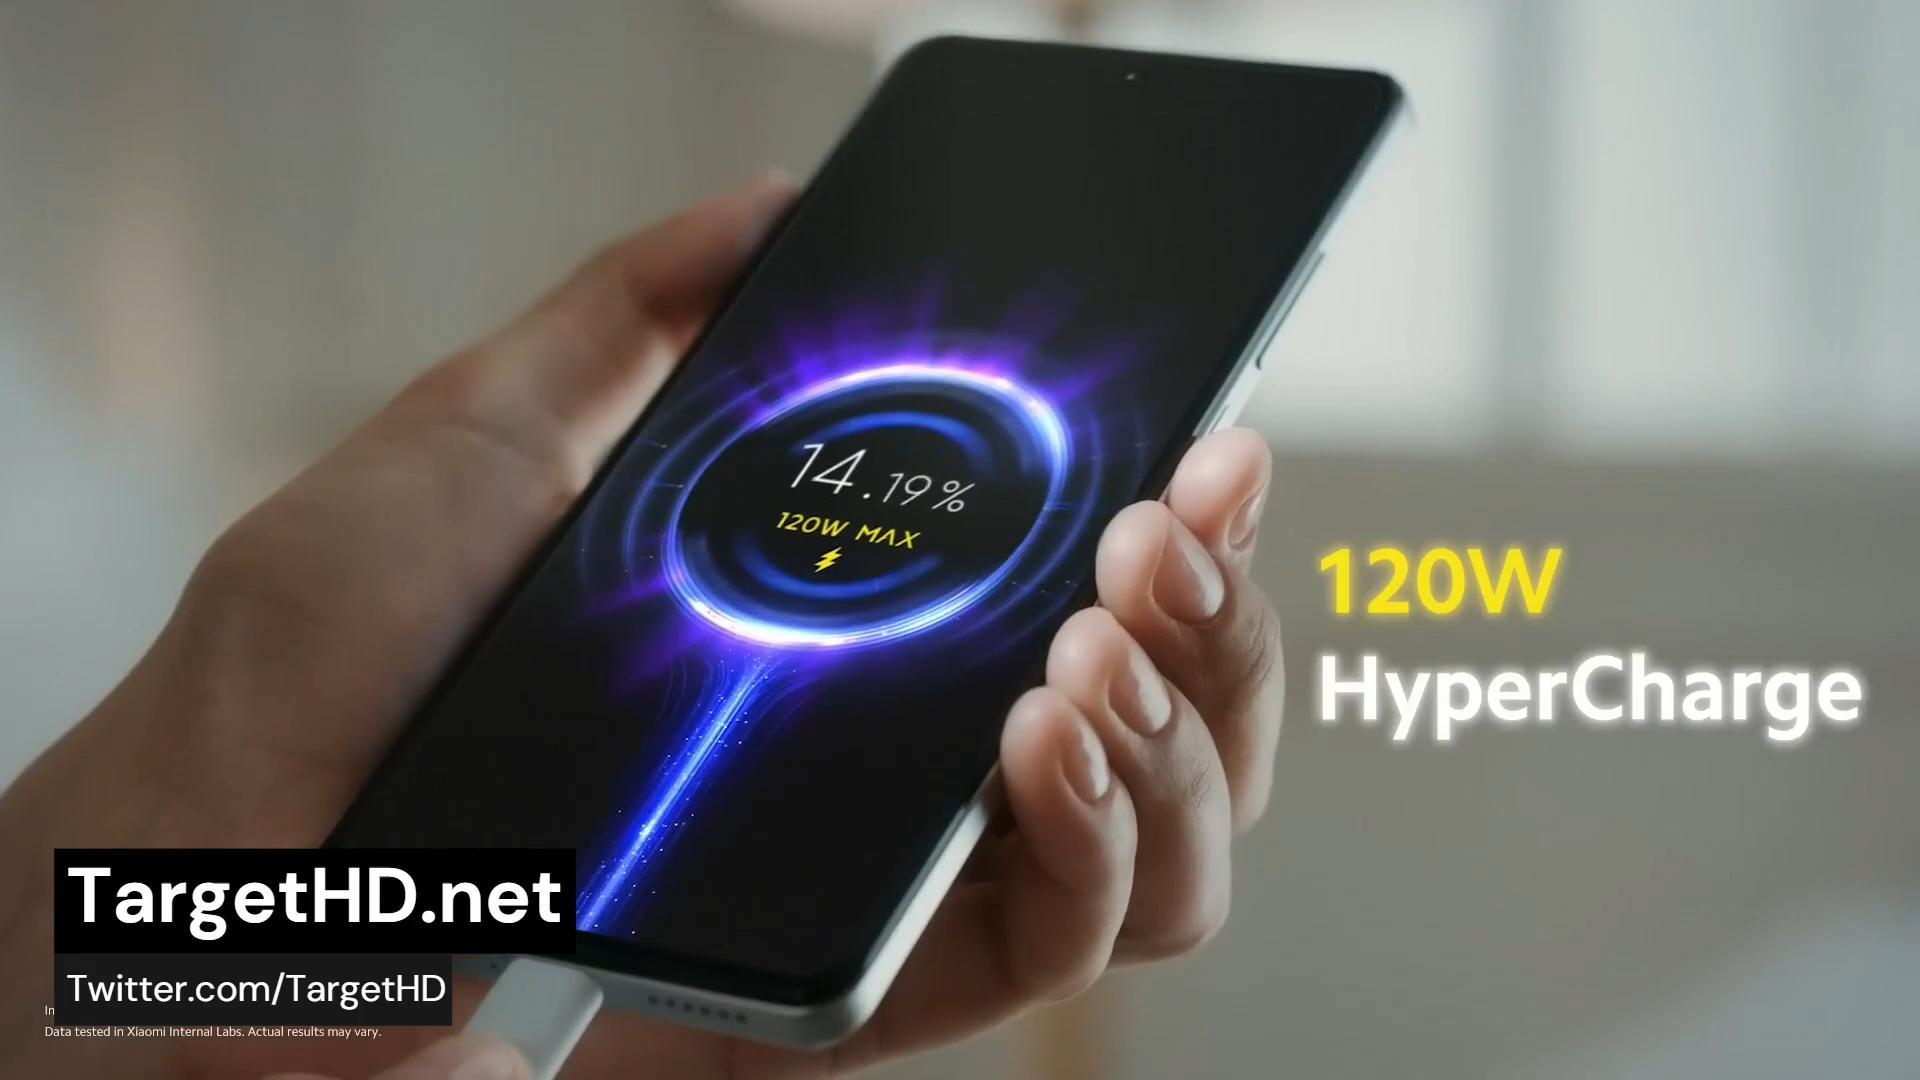 14.19%
120W MAX
120W
HyperCharge
TargetHD.net
Twitter.com/TargetHD
In
Data tested in Xiaomi Internal Labs. Actual results may vary.